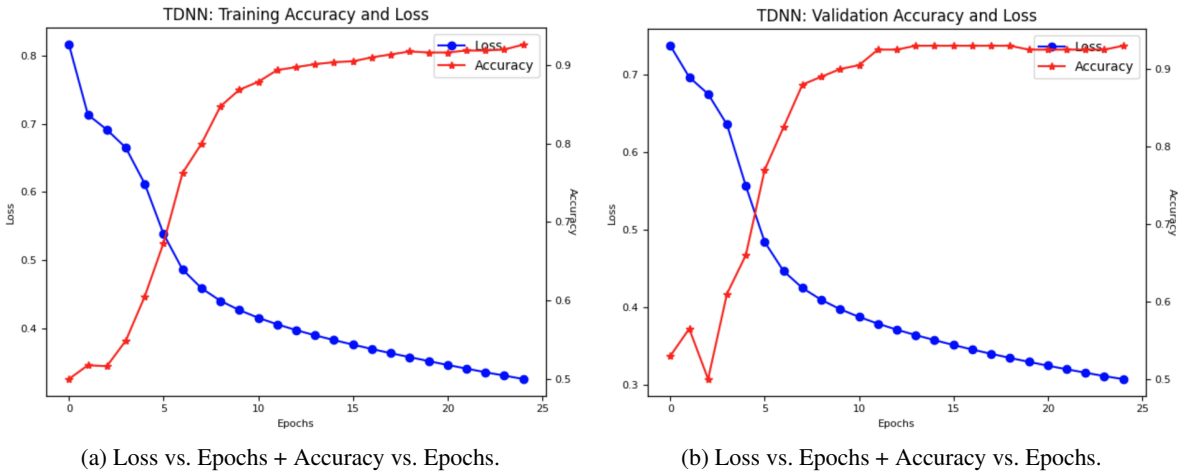 TDNN: Training Accuracy and Loss
Loss
Accuracy
0.8
0.7
0.6
0.5
0.4
Loss
0.9
0.8
0.7
0.6
0.5
Accuracy
0 5 10 15 20 25
Epochs
(a) Loss vs. Epochs + Accuracy vs. Epochs.
TDNN: Validation Accuracy and Loss
Loss
Accuracy
0.7
0.6
0.5
0.4
0.3
Loss
0.9
0.8
0.7
0.6
0.5
Accuracy
0 5 10 15 20 25
Epochs
(b) Loss vs. Epochs + Accuracy vs. Epochs.